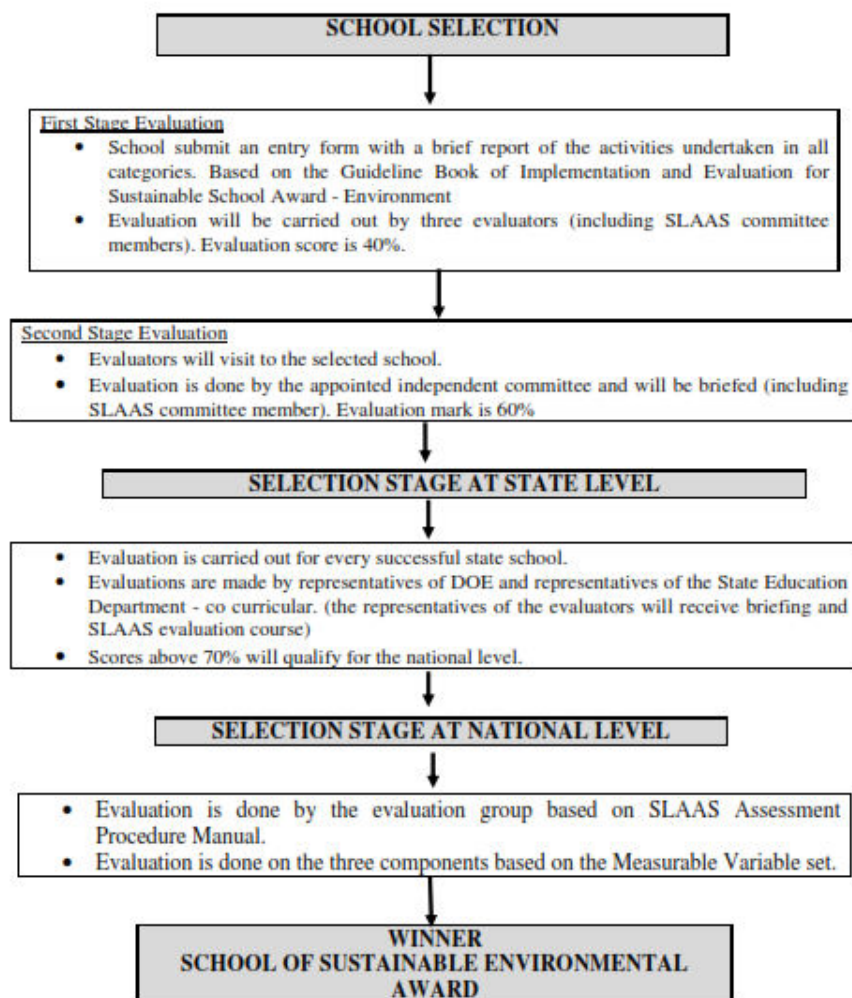 SCHOOL SELECTION
First Stage Evaluation
• School submit an entry form with a brief report of the activities undertaken in all
categories. Based on the Guideline Book of Implementation and Evaluation for
Sustainable School Award - Environment
• Evaluation will be carried out by three evaluators (including SLAAS committee
members). Evaluation score is 40%.
Second Stage Evaluation
• Evaluators will visit to the selected school.
• Evaluation is done by the appointed independent committee and will be briefed (including
SLAAS committee member). Evaluation mark is 60%
SELECTION STAGE AT STATE LEVEL
• Evaluation is carried out for every successful state school.
• Evaluations are made by representatives of DOE and representatives of the State Education
Department - co curricular. (the representatives of the evaluators will receive briefing and
SLAAS evaluation course)
• Scores above 70% will qualify for the national level.
SELECTION STAGE AT NATIONAL LEVEL
• Evaluation is done by the evaluation group based on SLAAS Assessment
Procedure Manual.
• Evaluation is done on the three components based on the Measurable Variable set.
WINNER
SCHOOL OF SUSTAINABLE ENVIRONMENTAL
AWARD